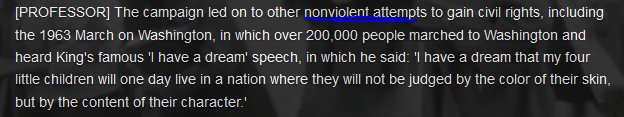 [PROFESSOR] The campaign led on to other nonviolent attempts to gain civil rights, including
the 1963 March on Washington, in which over 200,000 people marched to Washington and
heard King's famous 'I have a dream' speech, in which he said: 'I have a dream that my four
little children will one day live in a nation where they will not be judged by the color of their skin,
but by the content of their character.'